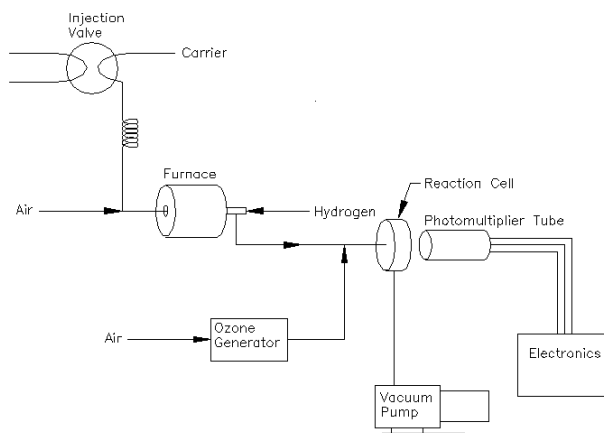 Injection
Valve
Carrier
Furnace
Air
Hydrogen
Reaction Cell
Photomultiplier Tube
Air
Ozone
Generator
Electronics
Vacuum
Pump